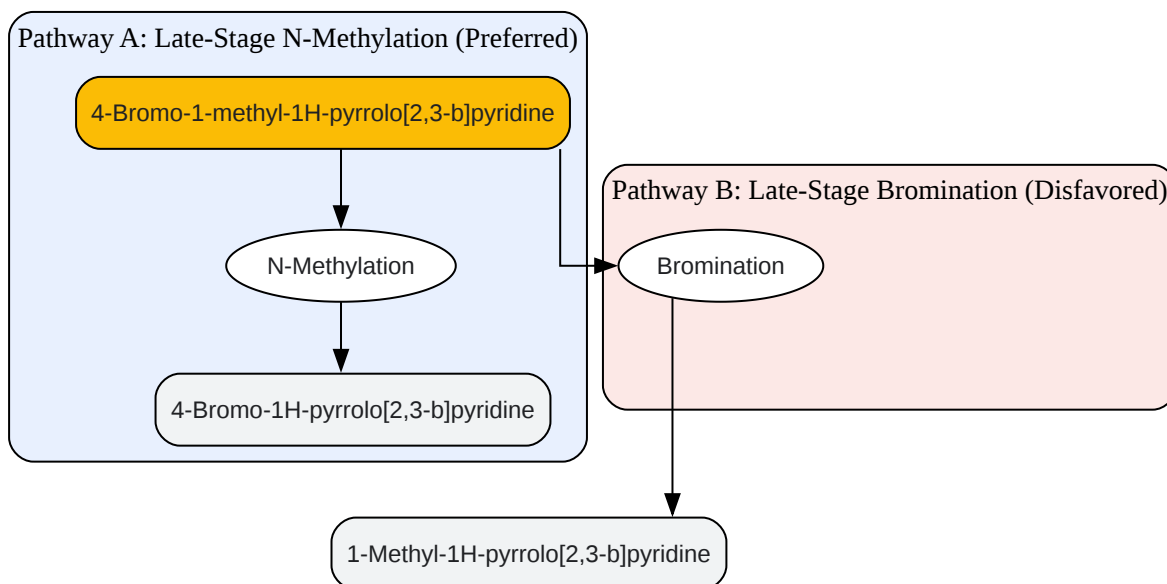 Pathway A: Late-Stage N-Methylation (Preferred)
4-Bromo-1-methyl-1H-pyrrolo[2,3-b]pyridine
Pathway B: Late-Stage Bromination (Disfavored)
N-Methylation
Bromination
4-Bromo-1H-pyrrolo[2,3-b]pyridine
1-Methyl-1H-pyrrolo[2,3-b]pyridine